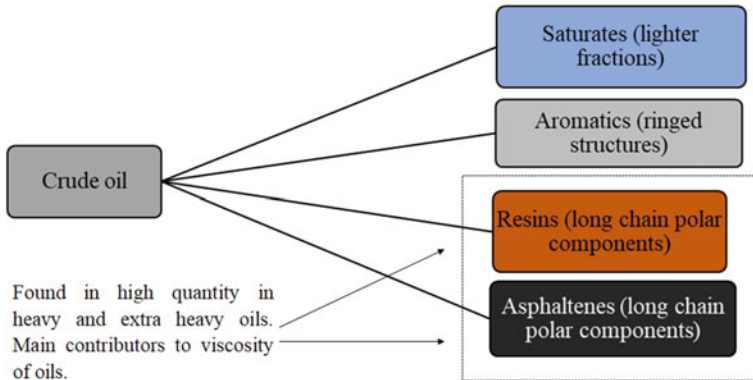 Saturates (lighter
fractions)
Aromatics (ringed
structures)
Crude oil
Resins (long chain polar
components)
Asphaltenes (long chain
polar components)
Found in high quantity in
heavy and extra heavy oils.
Main contributors to viscosity
of oils.